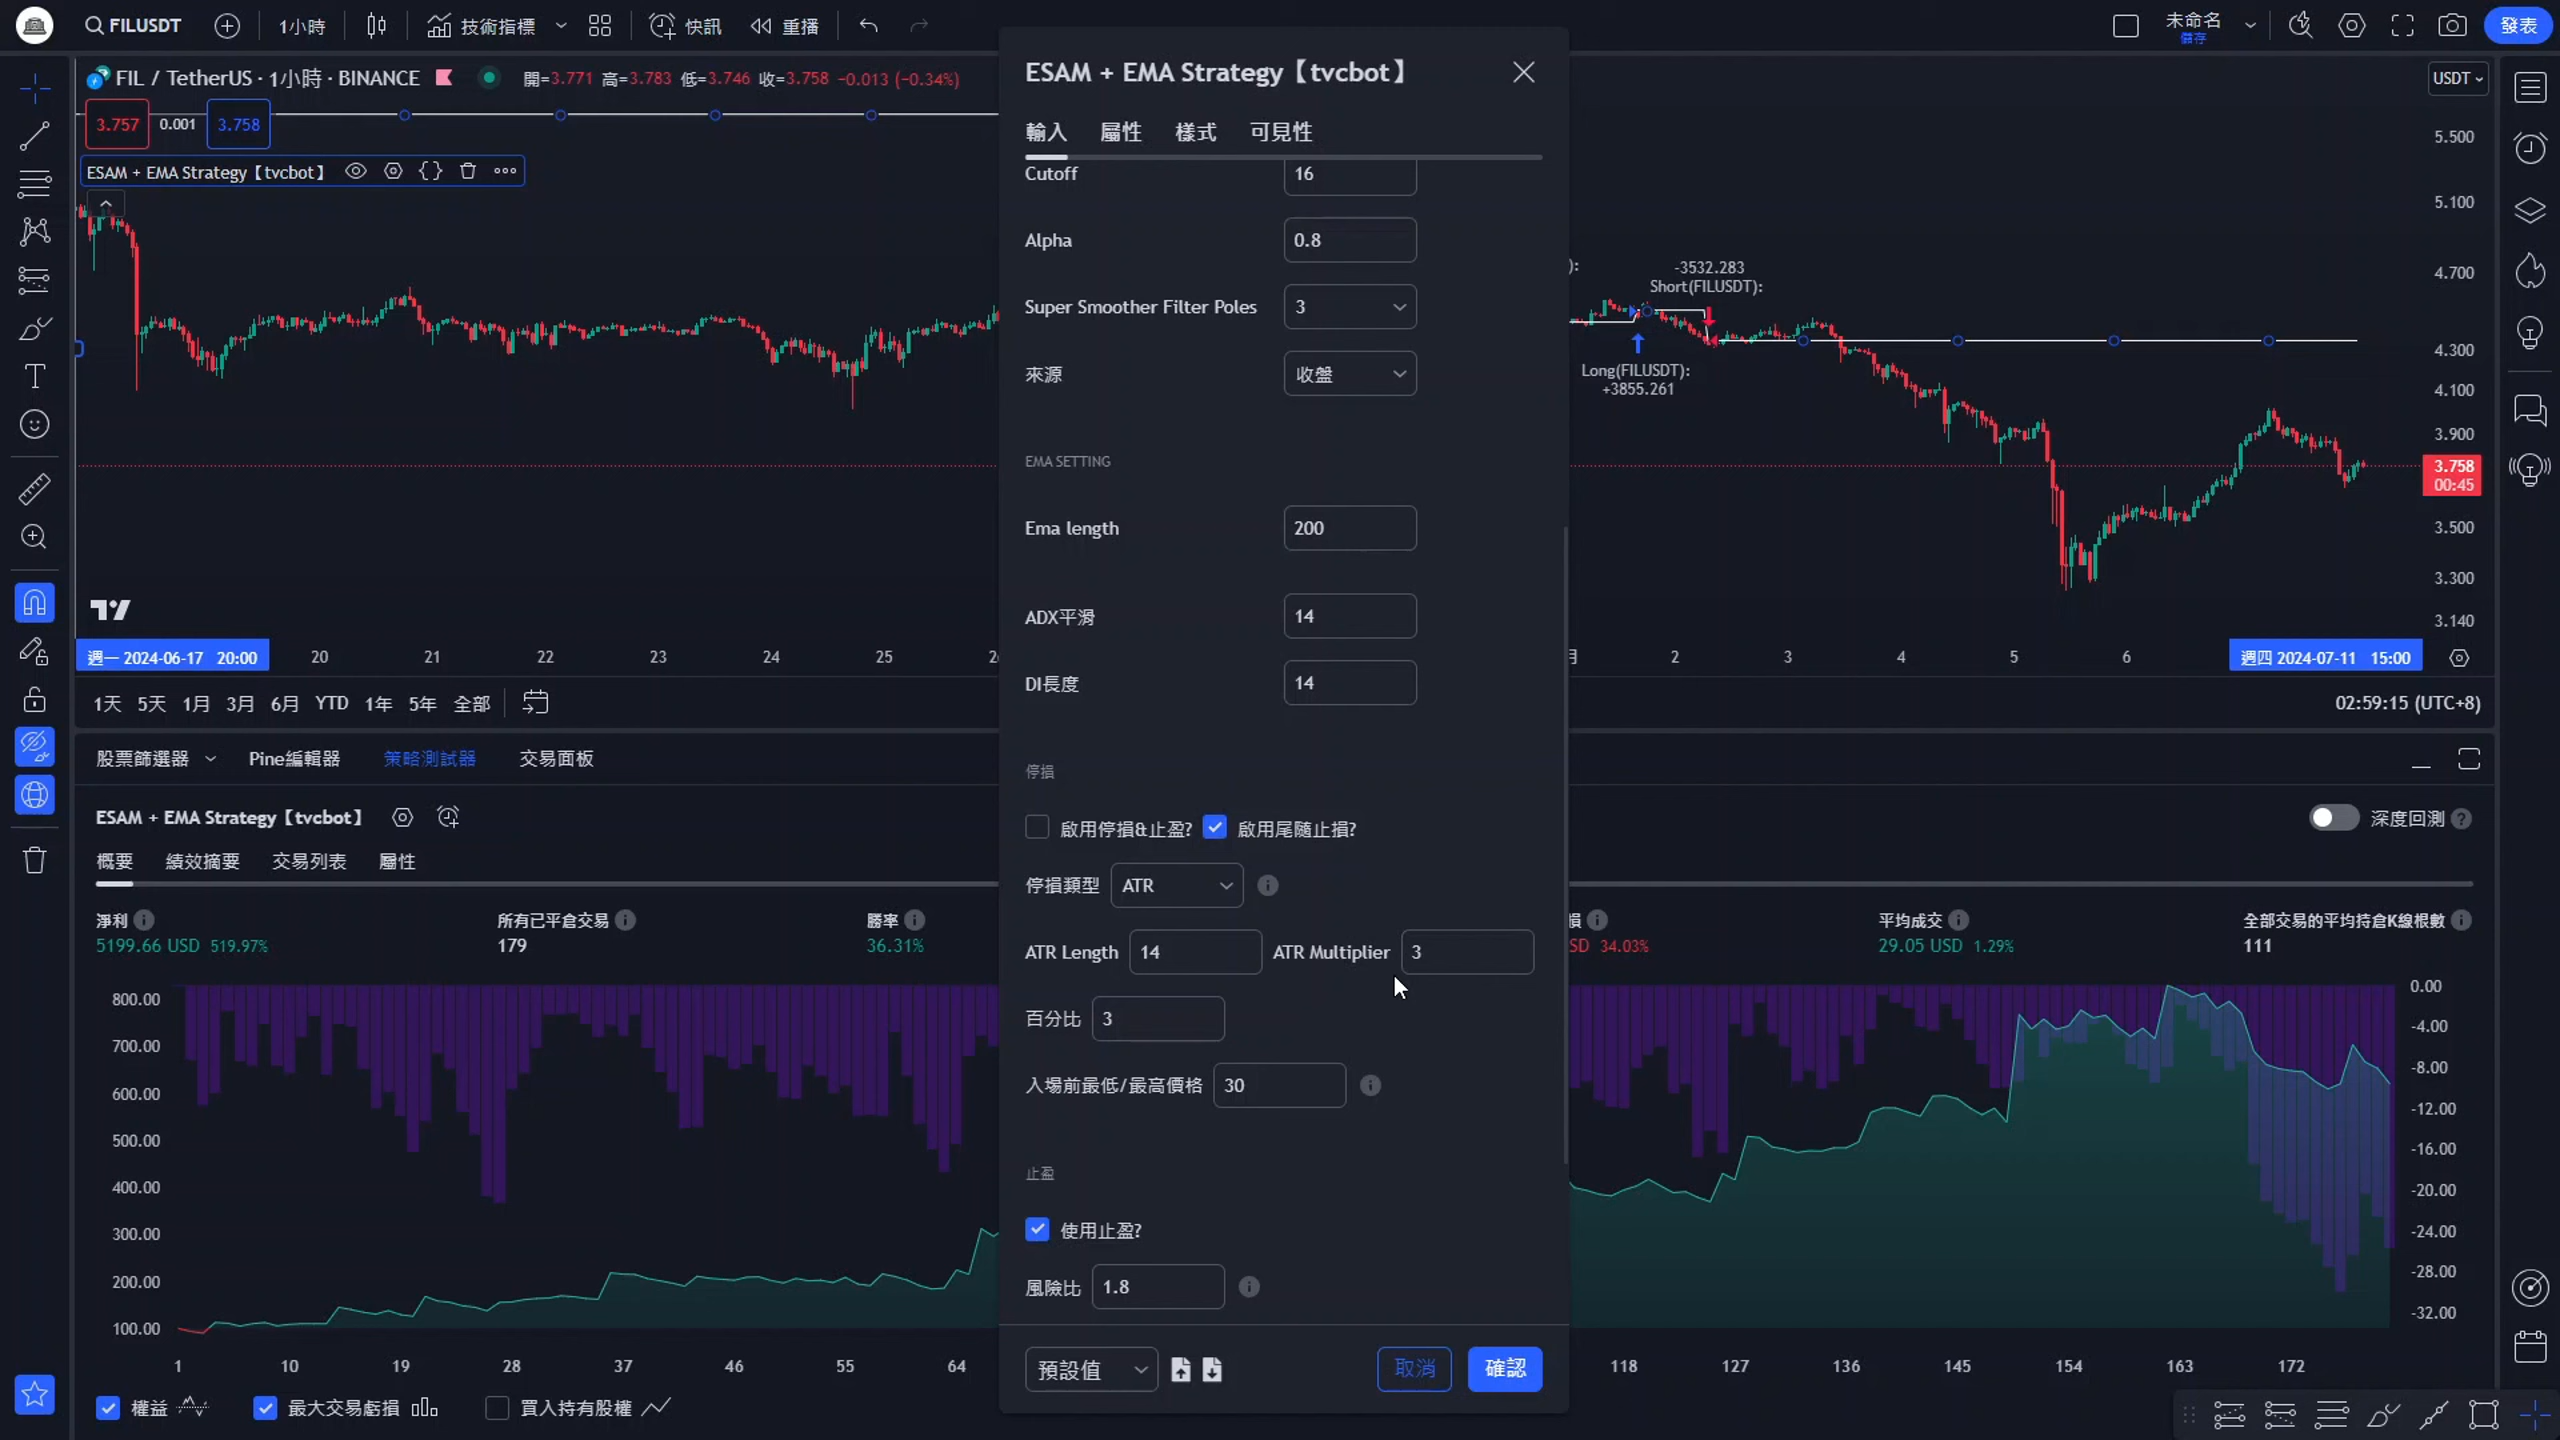 FILUSDT
1小時
技術指標
快訊
重播
未命名
儲存
發表
FIL / TetherUS · 1小時 · BINANCE
開=3.771 高=3.783 低=3.746 收=3.758 -0.013 (-0.34%)
3.757
0.001
3.758
ESAM + EMA Strategy【tvcbot】
ESAM + EMA Strategy【tvcbot】
輸入
屬性
樣式
可見性
Cutoff
16
Alpha
0.8
Super Smoother Filter Poles
3
來源
收盤
EMA SETTING
Ema length
200
ADX平滑
14
DI長度
14
停損
啟用停損&止盈?
啟用尾隨止損?
停損類型
ATR
ATR Length
14
ATR Multiplier
3
百分比
3
入場前最低/最高價格
30
止盈
使用止盈?
風險比
1.8
預設值
取消
確認
):
-3532.283
Short(FILUSDT):
Long(FILUSDT):
+3855.261
USDT
5.500
5.100
4.700
4.300
4.100
3.900
3.758
00:45
3.500
3.300
3.140
週一 2024-06-17 20:00
20
21
22
23
24
25
2
月
2
3
4
5
6
週四 2024-07-11 15:00
1天
5天
1月
3月
6月
YTD
1年
5年
全部
02:59:15 (UTC+8)
股票篩選器
Pine編輯器
策略測試器
交易面板
ESAM + EMA Strategy【tvcbot】
深度回測
概要
績效摘要
交易列表
屬性
淨利
5199.66 USD 519.97%
所有已平倉交易
179
勝率
36.31%
損
SD 34.03%
平均成交
29.05 USD 1.29%
全部交易的平均持倉K線根數
111
800.00
700.00
600.00
500.00
400.00
300.00
200.00
100.00
0.00
-4.00
-8.00
-12.00
-16.00
-20.00
-24.00
-28.00
-32.00
1
10
19
28
37
46
55
64
118
127
136
145
154
163
172
權益
最大交易虧損
買入持有股權